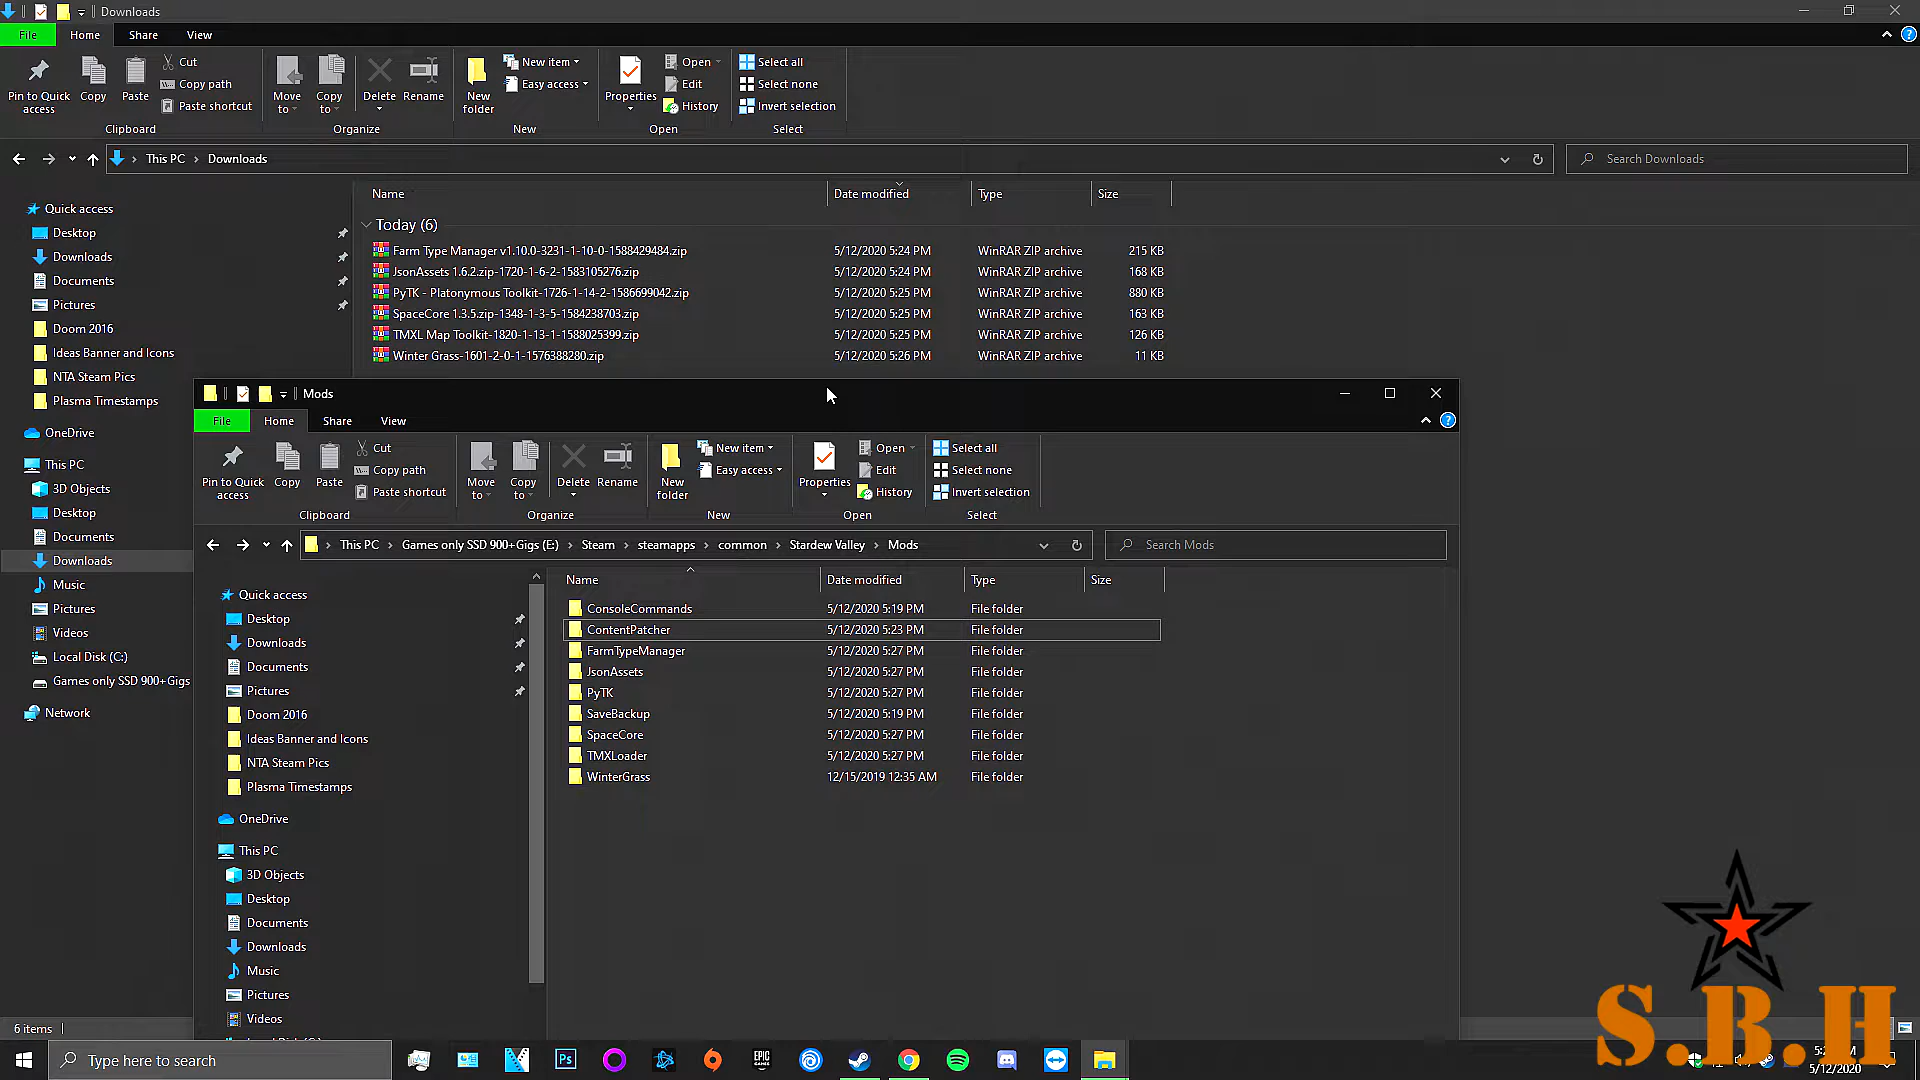 Downloads
File Home Share View
Pin to Quick access
Copy
Paste
Cut
Copy path
Paste shortcut
Clipboard
Move to
Copy to
Delete
Rename
Organize
New folder
New item
Easy access
New
Properties
Open
Edit
History
Open
Select all
Select none
Invert selection
Select
This PC > Downloads
Search Downloads
Name Date modified Type Size
Today (6)
Farm Type Manager v1.10.0-3231-1-10-0-1588429484.zip 5/12/2020 5:24 PM WinRAR ZIP archive 215 KB
JsonAssets 1.6.2.zip-1720-1-6-2-1583105276.zip 5/12/2020 5:24 PM WinRAR ZIP archive 168 KB
PyTK - Platonymous Toolkit-1726-1-14-2-1586699042.zip 5/12/2020 5:25 PM WinRAR ZIP archive 880 KB
SpaceCore 1.3.5.zip-1348-1-3-5-1584238703.zip 5/12/2020 5:25 PM WinRAR ZIP archive 163 KB
TMXL Map Toolkit-1820-1-13-1-1588025399.zip 5/12/2020 5:25 PM WinRAR ZIP archive 126 KB
Winter Grass-1601-2-0-1-1576388280.zip 5/12/2020 5:26 PM WinRAR ZIP archive 11 KB
Quick access
Desktop
Downloads
Documents
Pictures
Doom 2016
Ideas Banner and Icons
NTA Steam Pics
Plasma Timestamps
OneDrive
This PC
3D Objects
Desktop
Documents
Downloads
Music
Pictures
Videos
Local Disk (C:)
Games only SSD 900+Gigs
Network
6 items
Mods
File Home Share View
Pin to Quick access
Copy
Paste
Cut
Copy path
Paste shortcut
Clipboard
Move to
Copy to
Delete
Rename
Organize
New folder
New item
Easy access
New
Properties
Open
Edit
History
Open
Select all
Select none
Invert selection
Select
This PC > Games only SSD 900+Gigs (E:) > Steam > steamapps > common > Stardew Valley > Mods
Search Mods
Name Date modified Type Size
ConsoleCommands 5/12/2020 5:19 PM File folder
ContentPatcher 5/12/2020 5:23 PM File folder
FarmTypeManager 5/12/2020 5:27 PM File folder
JsonAssets 5/12/2020 5:27 PM File folder
PyTK 5/12/2020 5:27 PM File folder
SaveBackup 5/12/2020 5:19 PM File folder
SpaceCore 5/12/2020 5:27 PM File folder
TMXLoader 5/12/2020 5:27 PM File folder
WinterGrass 12/15/2019 12:35 AM File folder
Quick access
Desktop
Downloads
Documents
Pictures
Doom 2016
Ideas Banner and Icons
NTA Steam Pics
Plasma Timestamps
OneDrive
This PC
3D Objects
Desktop
Documents
Downloads
Music
Pictures
Videos
S.B.H
Type here to search
Ps
EPIC GAMES
5/12/2020